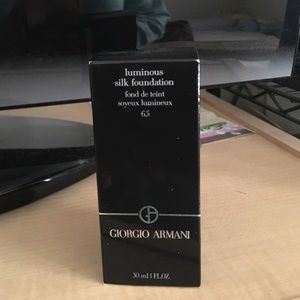 luminous
silk foundation
fond de teint
soyeux lumineux
6,5
GIORGIO ARMANI
30 ml 1 FL.OZ.